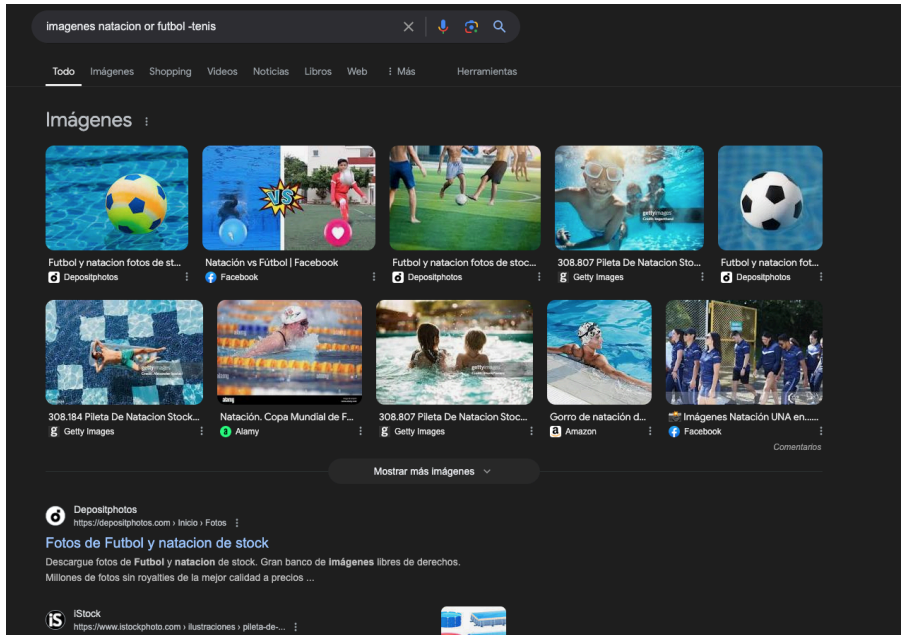 imagenes natacion or futbol -tenis
Todo Imágenes Shopping Videos Noticias Libros Web Más Herramientas
Imágenes
VS
gettyimages
Futbol y natacion fotos de st...
Depositphotos
Natación vs Fútbol | Facebook
Facebook
Futbol y natacion fotos de stoc...
Depositphotos
308.807 Pileta De Natacion Sto...
Getty Images
Futbol y natacion fot...
Depositphotos
gettyimages
alamy
gettyimages
308.184 Pileta De Natacion Stock...
Getty Images
Natación. Copa Mundial de F...
Alamy
308.807 Pileta De Natacion Stoc...
Getty Images
Gorro de natación d...
Amazon
Imágenes Natación UNA en......
Facebook
Comentarios
Mostrar más imágenes
Depositphotos
https://depositphotos.com › Inicio › Fotos
Fotos de Futbol y natacion de stock
Descargue fotos de Futbol y natacion de stock. Gran banco de Imágenes libres de derechos.
Millones de fotos sin royalties de la mejor calidad a precios ...
iS
iStock
https://www.istockphoto.com › ilustraciones › pileta-de-...